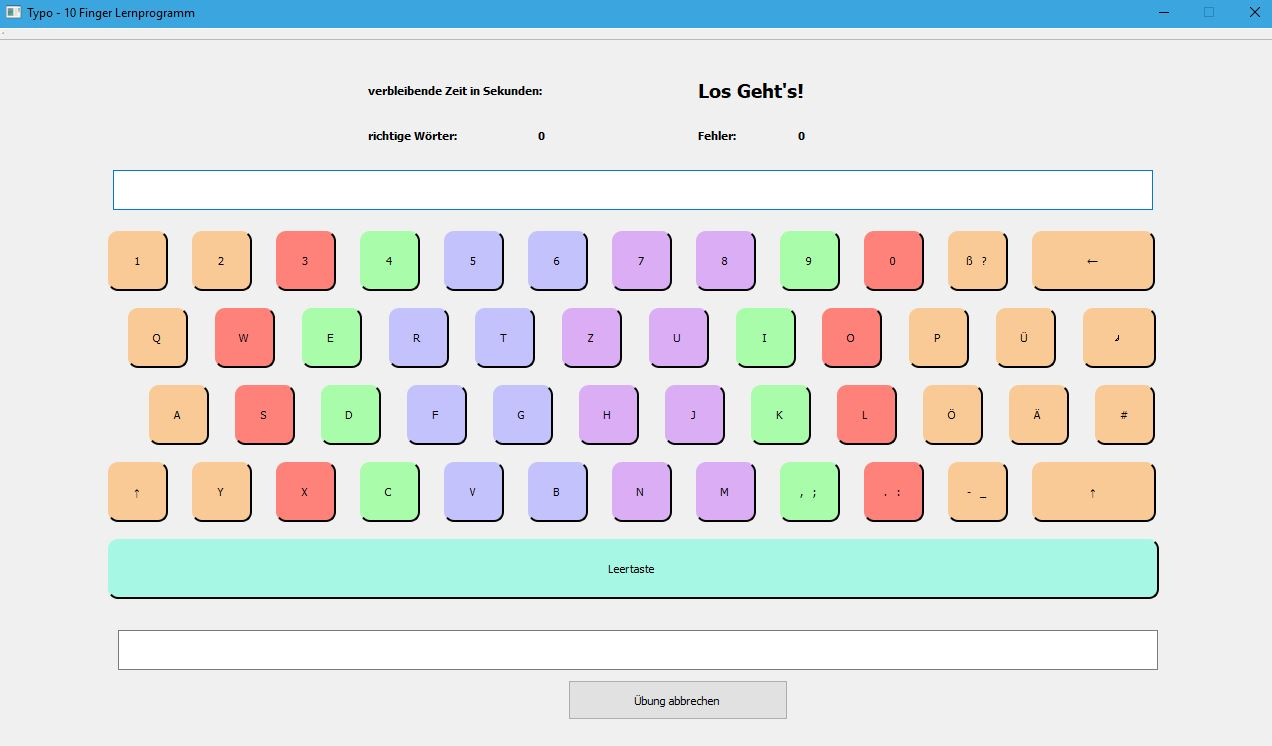 Typo - 10 Finger Lernprogramm
verbleibende Zeit in Sekunden: Los Geht's!
richtige Wörter: 0 Fehler: 0
1 2 3 4 5 6 7 8 9 0 ß ? ←
Q W E R T Z U I O P Ü
A S D F G H J K L Ö Ä #
↑ Y X C V B N M , ; . : - _ ↑
Leertaste
Übung abbrechen